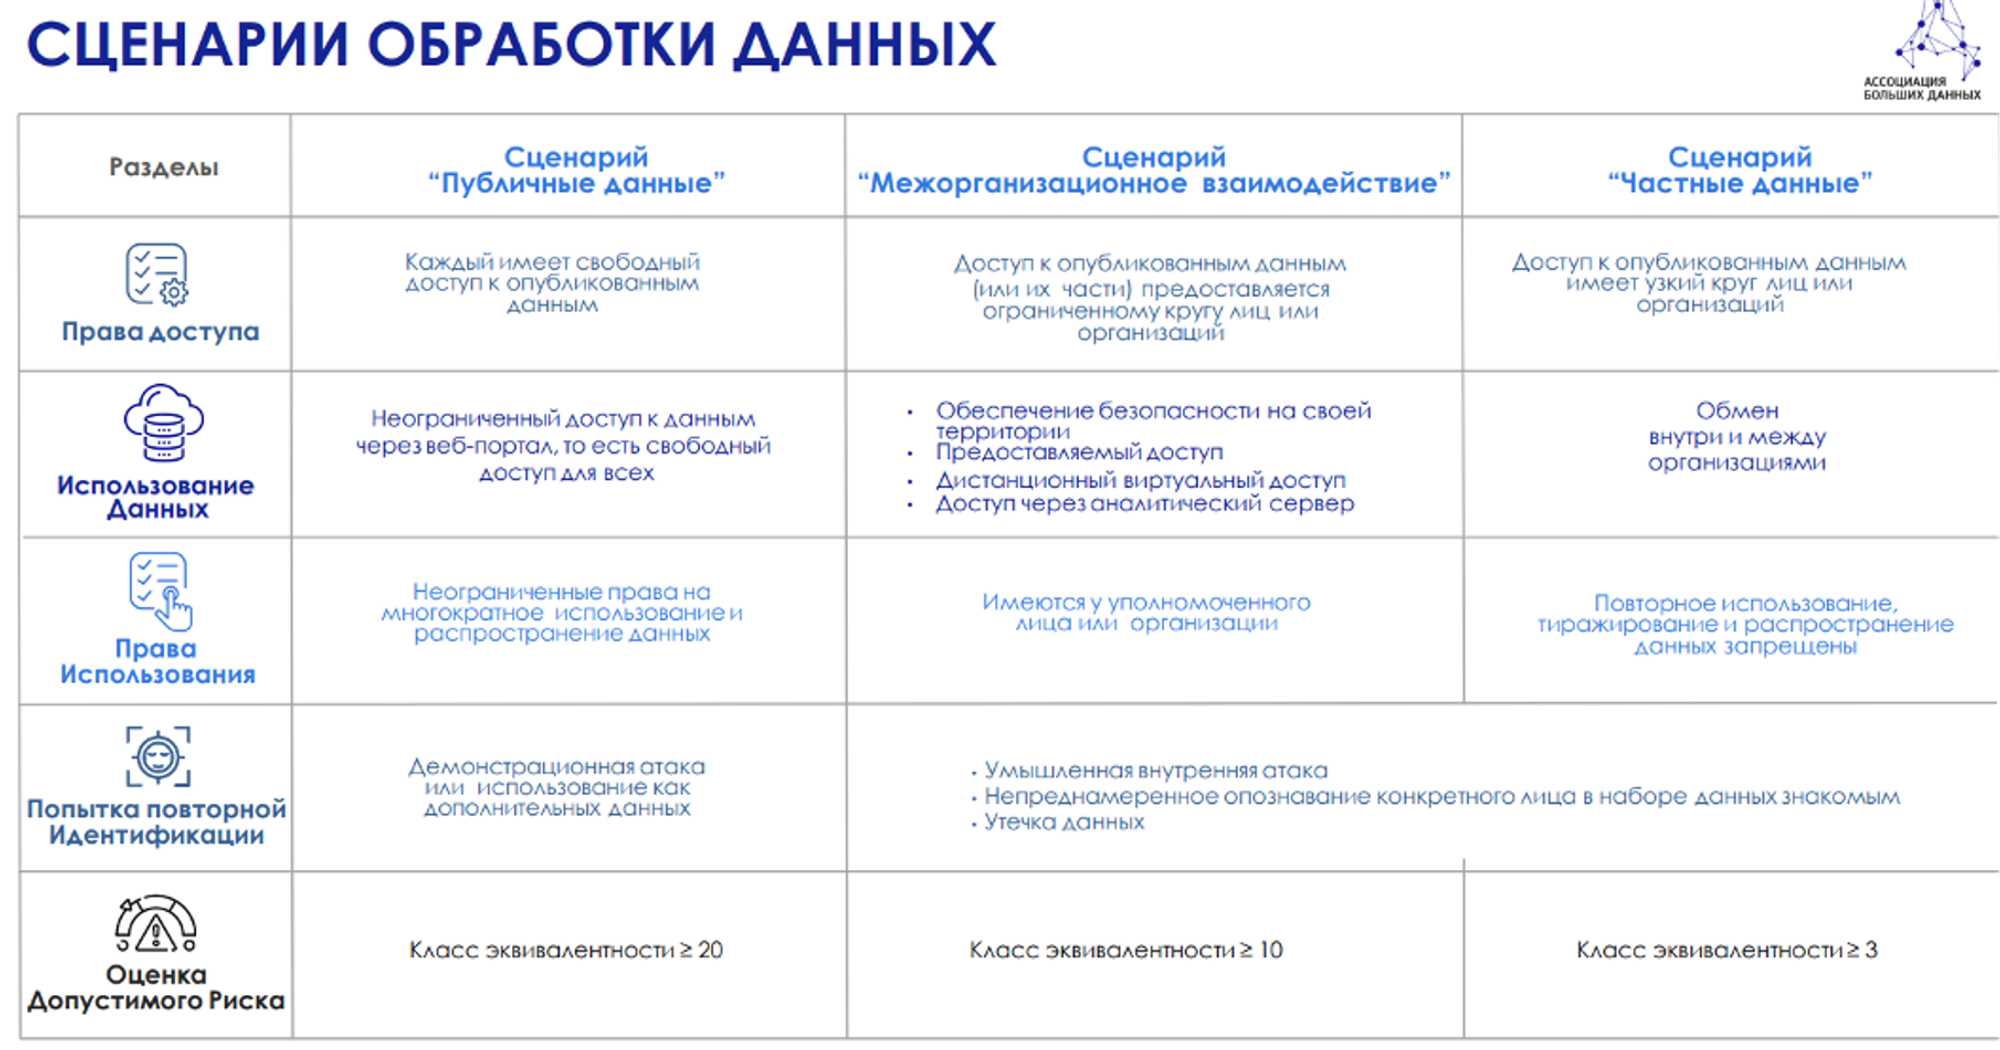 СЦЕНАРИИ ОБРАБОТКИ ДАННЫХ
АССОЦИАЦИЯ
БОЛЬШИХ ДАННЫХ
Разделы
Сценарий
“Публичные данные”
Сценарий
“Межорганизационное взаимодействие”
Сценарий
“Частные данные”
Права доступа
Каждый имеет свободный
доступ к опубликованным
данным
Доступ к опубликованным данным
(или их части) предоставляется
ограниченному кругу лиц или
организаций
Доступ к опубликованным данным
имеет узкий круг лиц или
организаций
Использование
Данных
Неограниченный доступ к данным
через веб-портал, то есть свободный
доступ для всех
• Обеспечение безопасности на своей
территории
• Предоставляемый доступ
• Дистанционный виртуальный доступ
• Доступ через аналитический сервер
Обмен
внутри и между
организациями
Права
Использования
Неограниченные права на
многократное использование и
распространение данных
Имеются у уполномоченного
лица или организации
Повторное использование,
тиражирование и распространение
данных запрещены
Попытка повторной
Идентификации
Демонстрационная атака
или использование как
дополнительных данных
• Умышленная внутренняя атака
• Непреднамеренное опознавание конкретного лица в наборе данных знакомым
• Утечка данных
Оценка
Допустимого Риска
Класс эквивалентности ≥ 20
Класс эквивалентности ≥ 10
Класс эквивалентности ≥ 3